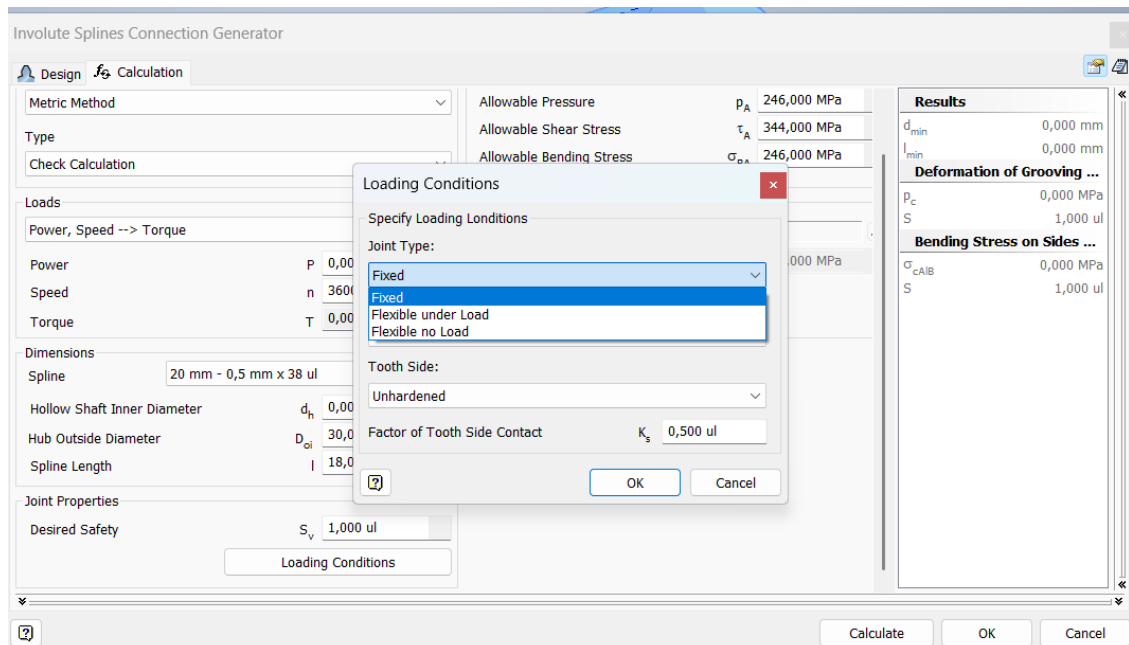 Involute Splines Connection Generator
Design
Calculation
Metric Method
Type
Check Calculation
Loads
Power, Speed --> Torque
Power P 0,00
Speed n 360
Torque T 0,00
Dimensions
Spline 20 mm - 0,5 mm x 38 ul
Hollow Shaft Inner Diameter dh 0,00
Hub Outside Diameter Doi 30,0
Spline Length l 18,0
Joint Properties
Desired Safety Sv 1,000 ul
Loading Conditions
Allowable Pressure pA 246,000 MPa
Allowable Shear Stress τA 344,000 MPa
Allowable Bending Stress σBA 246,000 MPa
,000 MPa
Loading Conditions
Specify Loading Londitions
Joint Type:
Fixed
Fixed
Flexible under Load
Flexible no Load
Tooth Side:
Unhardened
Factor of Tooth Side Contact Ks 0,500 ul
OK Cancel
Results
dmin 0,000 mm
lmin 0,000 mm
Deformation of Grooving ...
pc 0,000 MPa
S 1,000 ul
Bending Stress on Sides ...
σcAlB 0,000 MPa
S 1,000 ul
Calculate OK Cancel